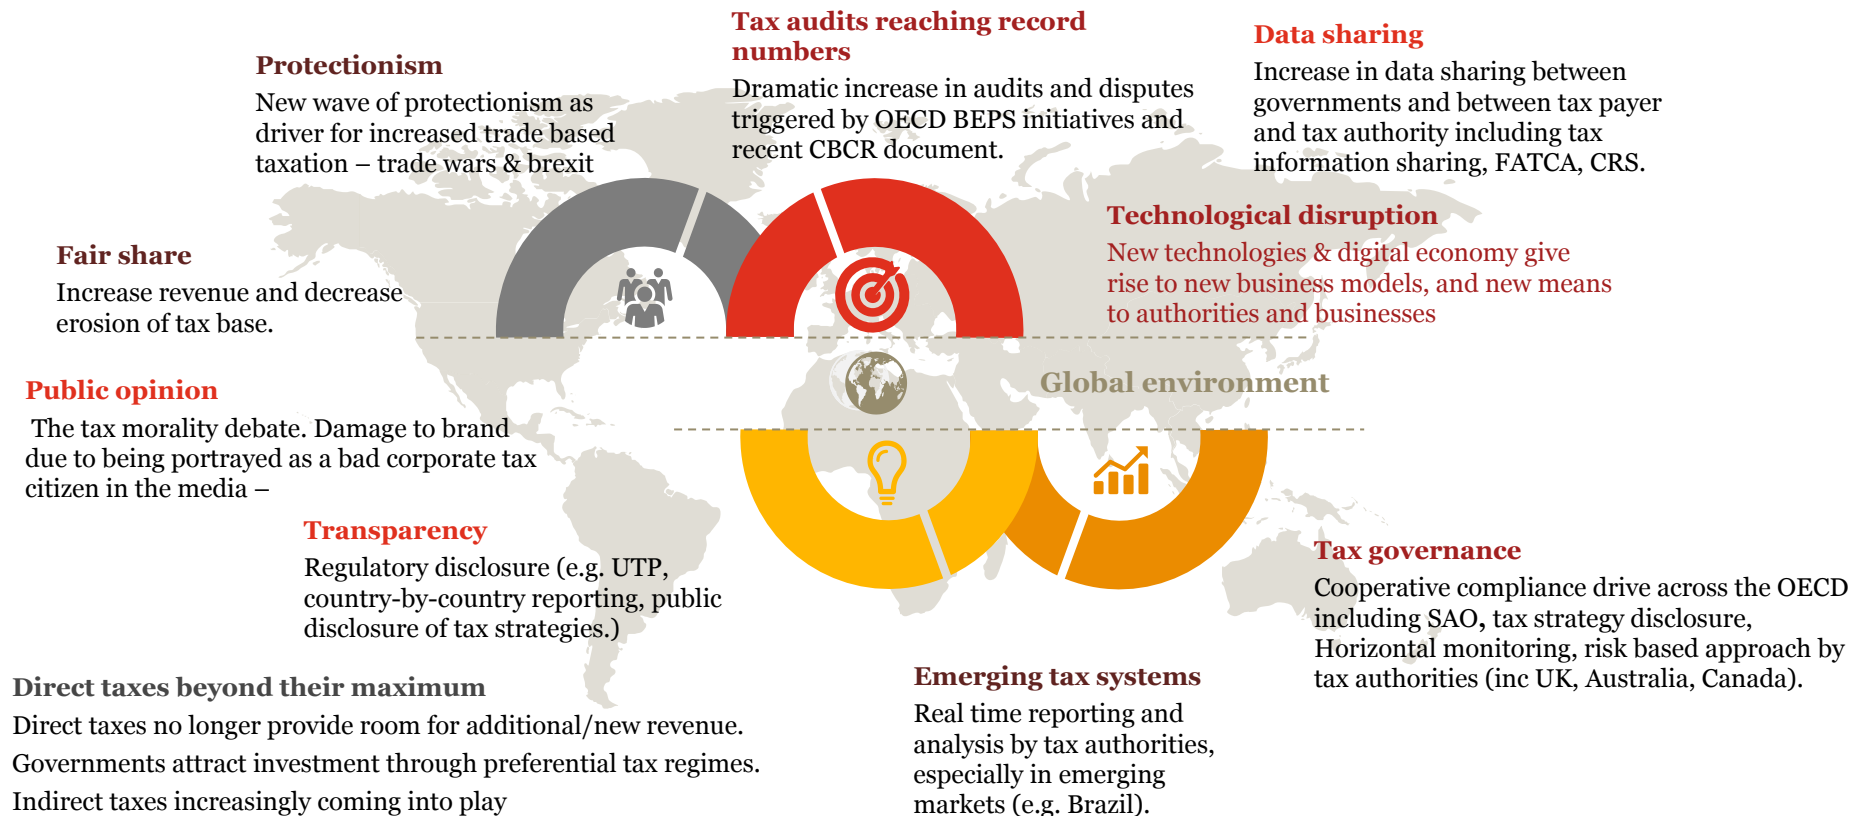 Tax audits reaching record
numbers
Dramatic increase in audits and disputes
triggered by OECD BEPS initiatives and
recent CBCR document.
Data sharing
Increase in data sharing between
governments and between tax payer
and tax authority including tax
information sharing, FATCA, CRS.
Protectionism
New wave of protectionism as
driver for increased trade based
taxation – trade wars & brexit
Technological disruption
New technologies & digital economy give
rise to new business models, and new means
to authorities and businesses
Fair share
Increase revenue and decrease
erosion of tax base.
Global environment
Public opinion
The tax morality debate. Damage to brand
due to being portrayed as a bad corporate tax
citizen in the media –
Transparency
Regulatory disclosure (e.g. UTP,
country-by-country reporting, public
disclosure of tax strategies.)
Tax governance
Cooperative compliance drive across the OECD
including SAO, tax strategy disclosure,
Horizontal monitoring, risk based approach by
tax authorities (inc UK, Australia, Canada).
Direct taxes beyond their maximum
Direct taxes no longer provide room for additional/new revenue.
Governments attract investment through preferential tax regimes.
Indirect taxes increasingly coming into play
Emerging tax systems
Real time reporting and
analysis by tax authorities,
especially in emerging
markets (e.g. Brazil).